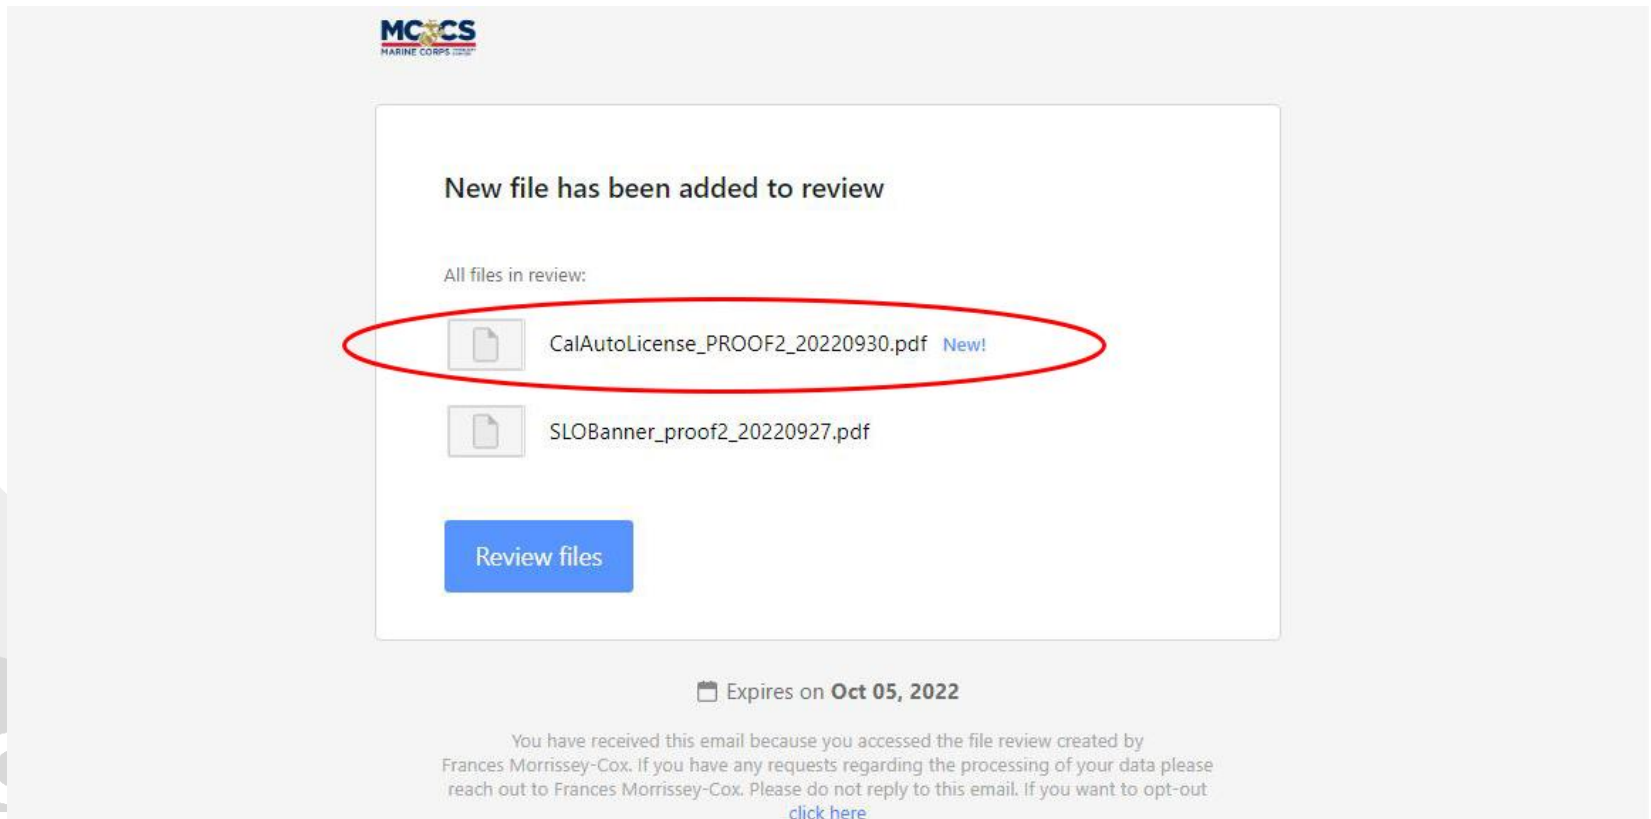 MCCS
MARINE CORPS
New file has been added to review
All files in review:
CalAutoLicense_PROOF2_20220930.pdf New!
SLOBanner_proof2_20220927.pdf
Review files
Expires on Oct 05, 2022
You have received this email because you accessed the file review created by
Frances Morrissey-Cox. If you have any requests regarding the processing of your data please
reach out to Frances Morrissey-Cox. Please do not reply to this email. If you want to opt-out
click here